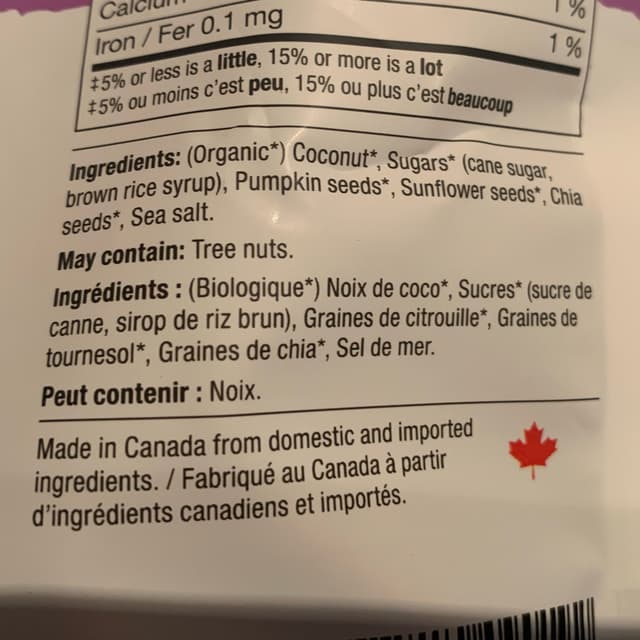 Calcium
1 %
Iron / Fer 0.1 mg
1 %
‡5% or less is a little, 15% or more is a lot
‡5% ou moins c'est peu, 15% ou plus c'est beaucoup
Ingredients: (Organic*) Coconut*, Sugars* (cane sugar,
brown rice syrup), Pumpkin seeds*, Sunflower seeds*, Chia
seeds*, Sea salt.
May contain: Tree nuts.
Ingrédients : (Biologique*) Noix de coco*, Sucres* (sucre de
canne, sirop de riz brun), Graines de citrouille*, Graines de
tournesol*, Graines de chia*, Sel de mer.
Peut contenir : Noix.
Made in Canada from domestic and imported
ingredients. / Fabriqué au Canada à partir
d'ingrédients canadiens et importés.